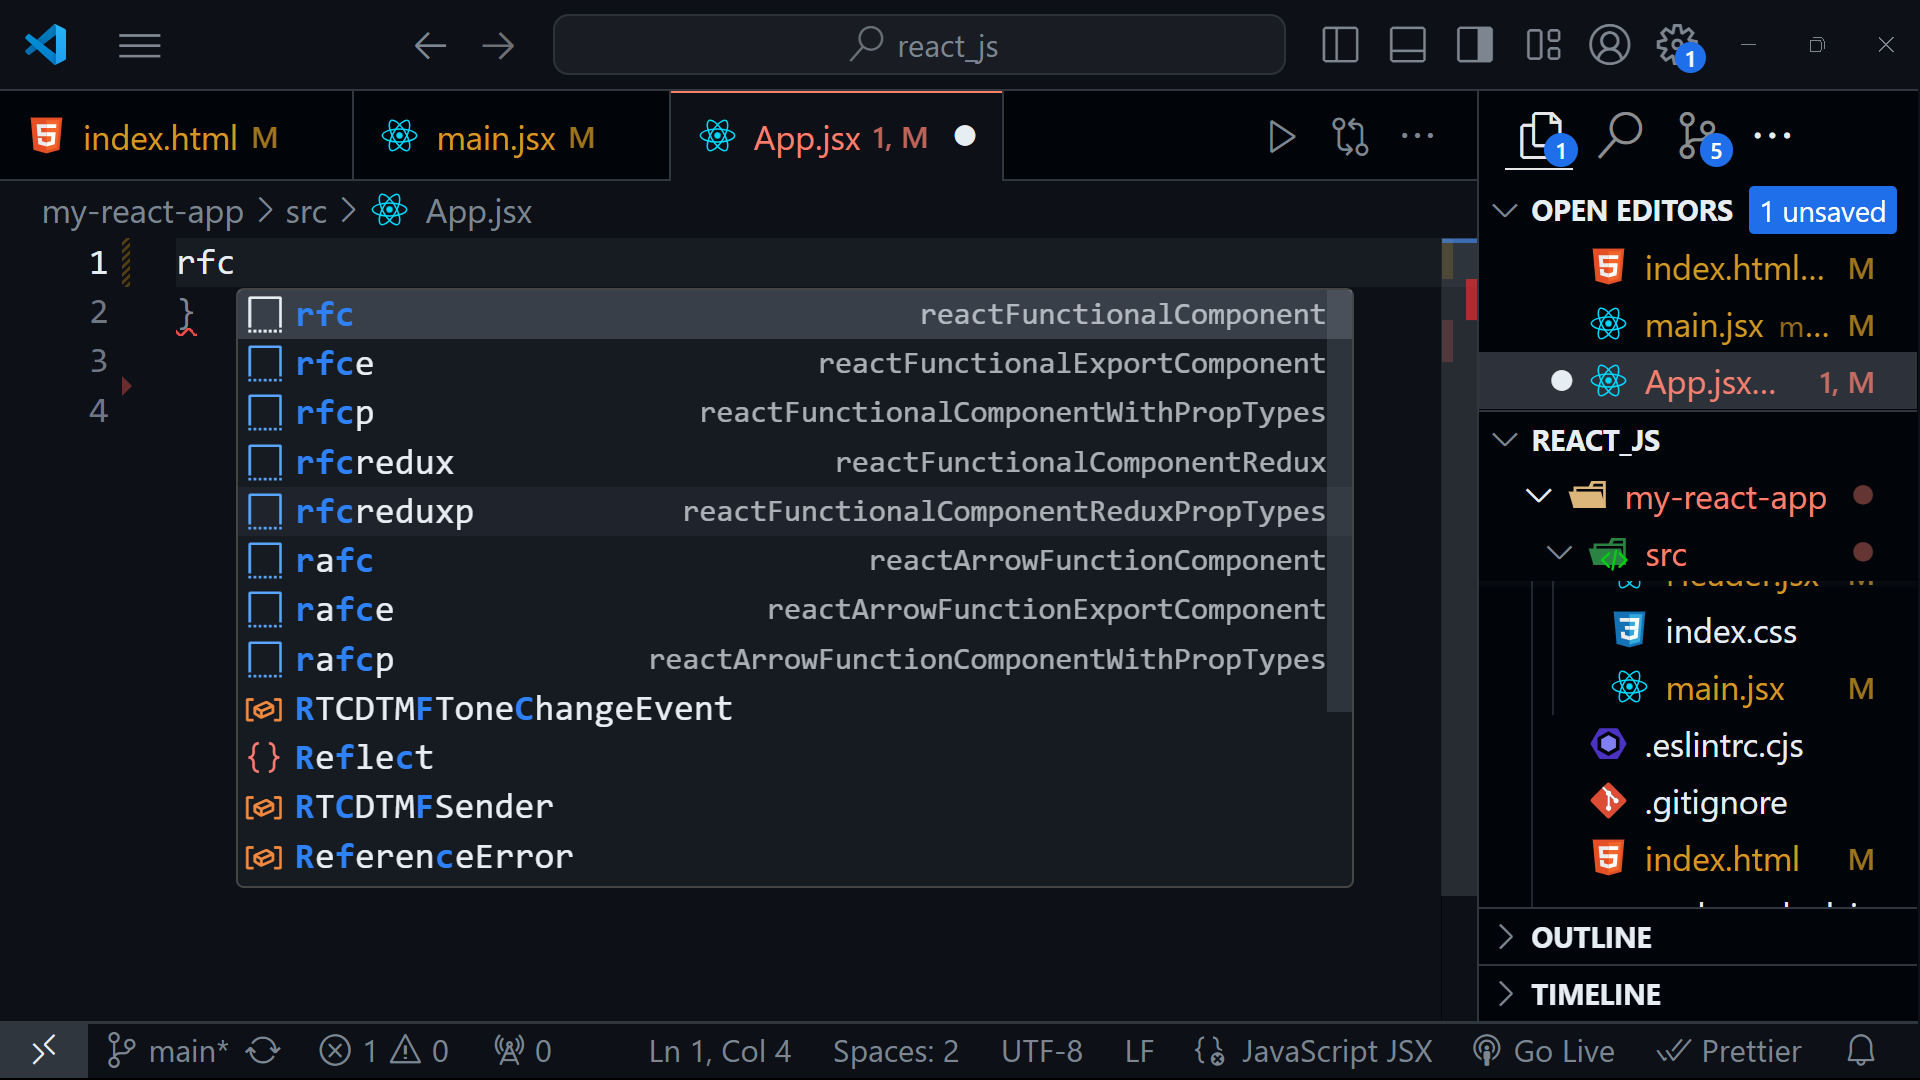 react_js
1
index.html M
main.jsx M
App.jsx 1, M
my-react-app > src > App.jsx
1 rfc
2 }
3
4
rfc reactFunctionalComponent
rfce reactFunctionalExportComponent
rfcp reactFunctionalComponentWithPropTypes
rfcredux reactFunctionalComponentRedux
rfcreduxp reactFunctionalComponentReduxPropTypes
rafc reactArrowFunctionComponent
rafce reactArrowFunctionExportComponent
rafcp reactArrowFunctionComponentWithPropTypes
RTCDTMFToneChangeEvent
Reflect
RTCDTMFSender
ReferenceError
1
5
OPEN EDITORS 1 unsaved
index.html... M
main.jsx m... M
App.jsx... 1, M
REACT_JS
my-react-app
src
Header.jsx M
index.css
main.jsx M
.eslintrc.cjs
.gitignore
index.html M
OUTLINE
TIMELINE
main* 1 0 0 Ln 1, Col 4 Spaces: 2 UTF-8 LF JavaScript JSX Go Live Prettier